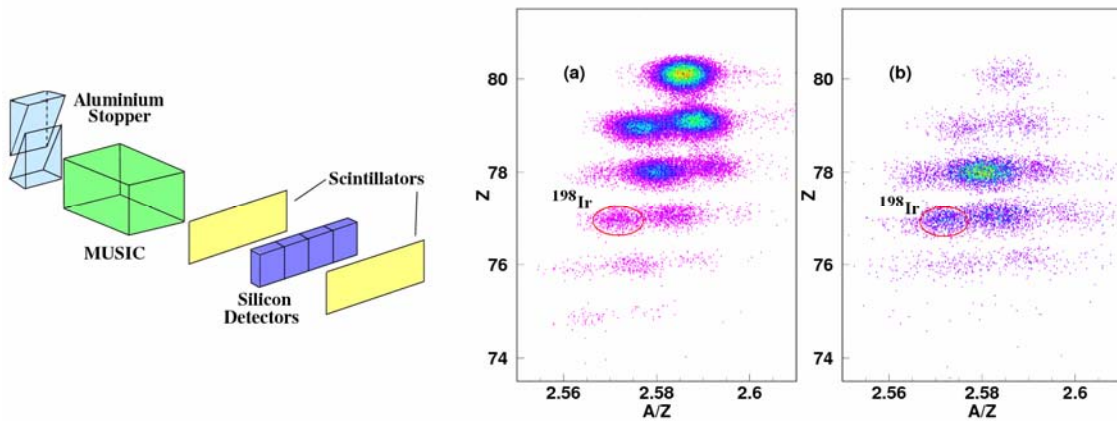 Aluminium
Stopper
MUSIC
Scintillators
Silicon
Detectors
(a)
80
78
76
74
Z
¹⁹⁸Ir
2.56
2.58
2.6
A/Z
(b)
80
78
76
74
Z
¹⁹⁸Ir
2.56
2.58
2.6
A/Z